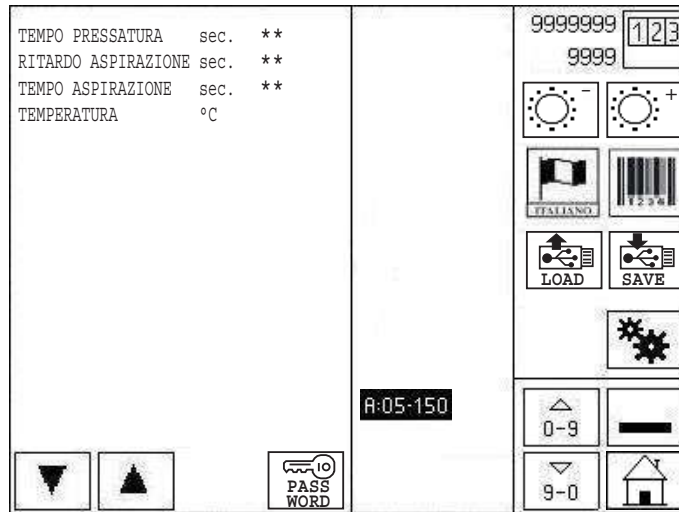 TEMPO PRESSATURA sec. **
RITARDO ASPIRAZIONE sec. **
TEMPO ASPIRAZIONE sec. **
TEMPERATURA °C
9999999
123
9999
- +
ITALIANO
1234
LOAD
SAVE
A:05-150
0-9
PASS
WORD
9-0